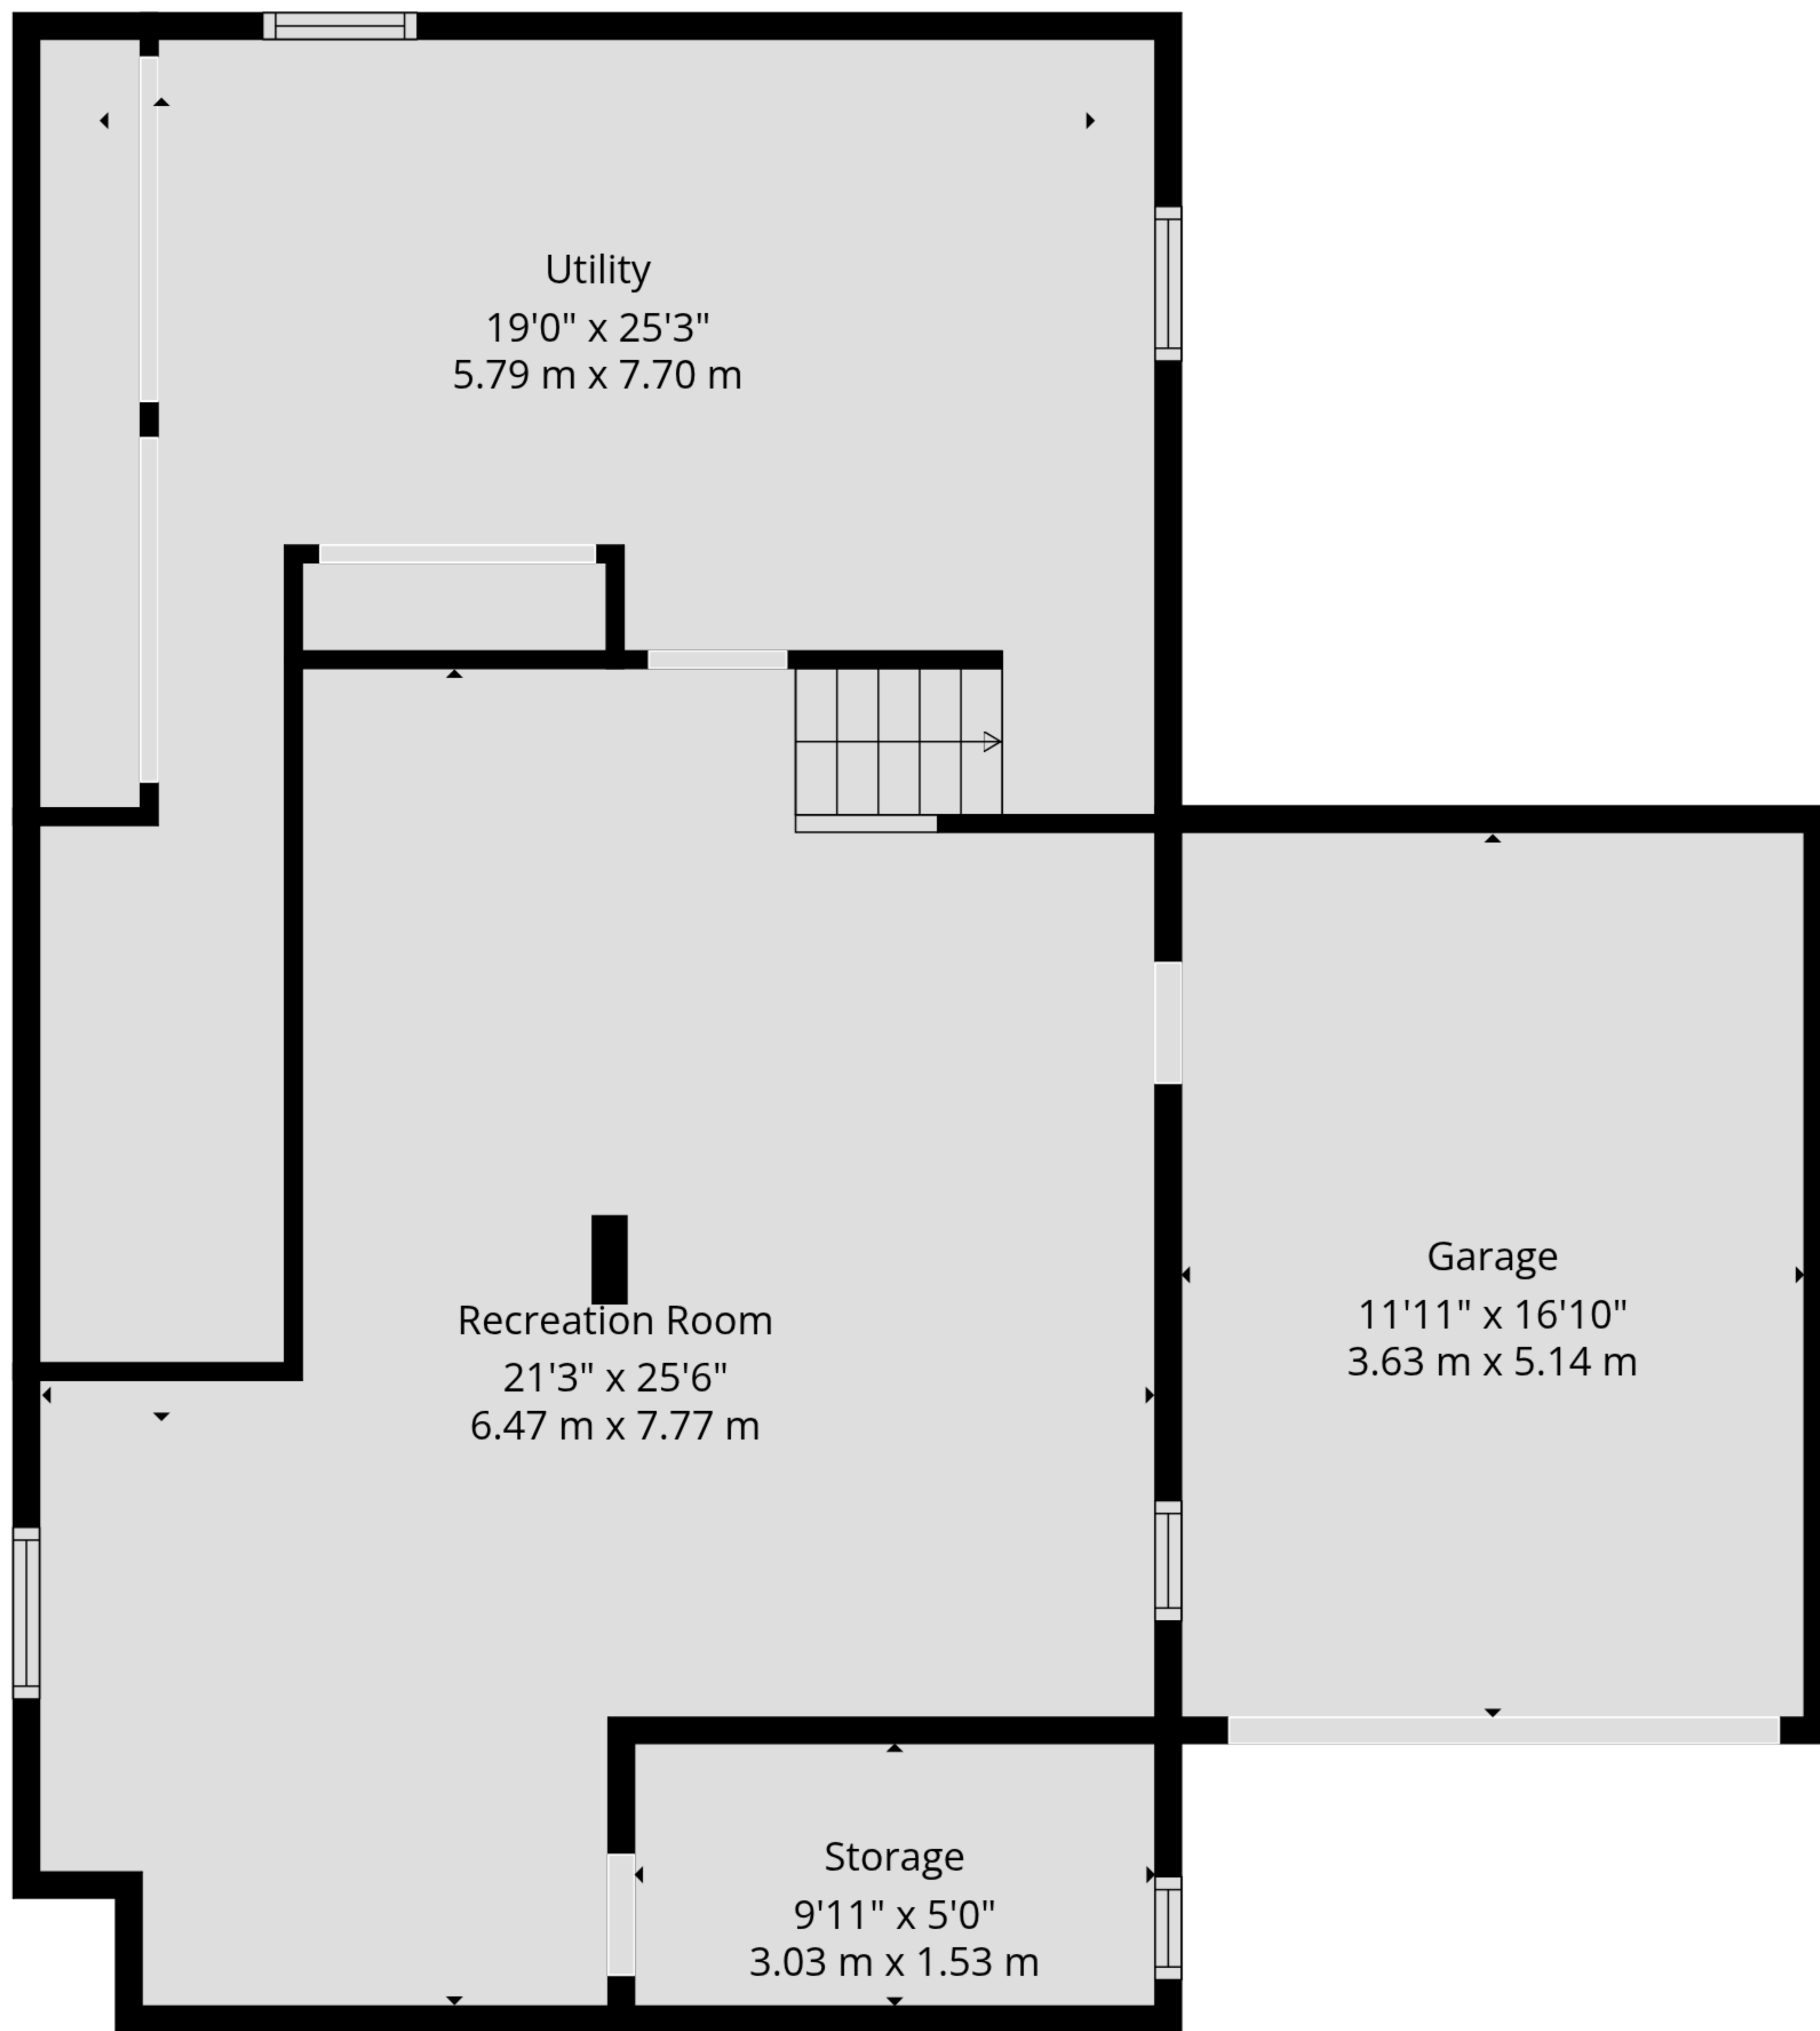 Utility
19'0" x 25'3"
5.79 m x 7.70 m
Garage
11'11" x 16'10"
3.63 m x 5.14 m
Recreation Room
21'3" x 25'6"
6.47 m x 7.77 m
Storage
9'11" x 5'0"
3.03 m x 1.53 m